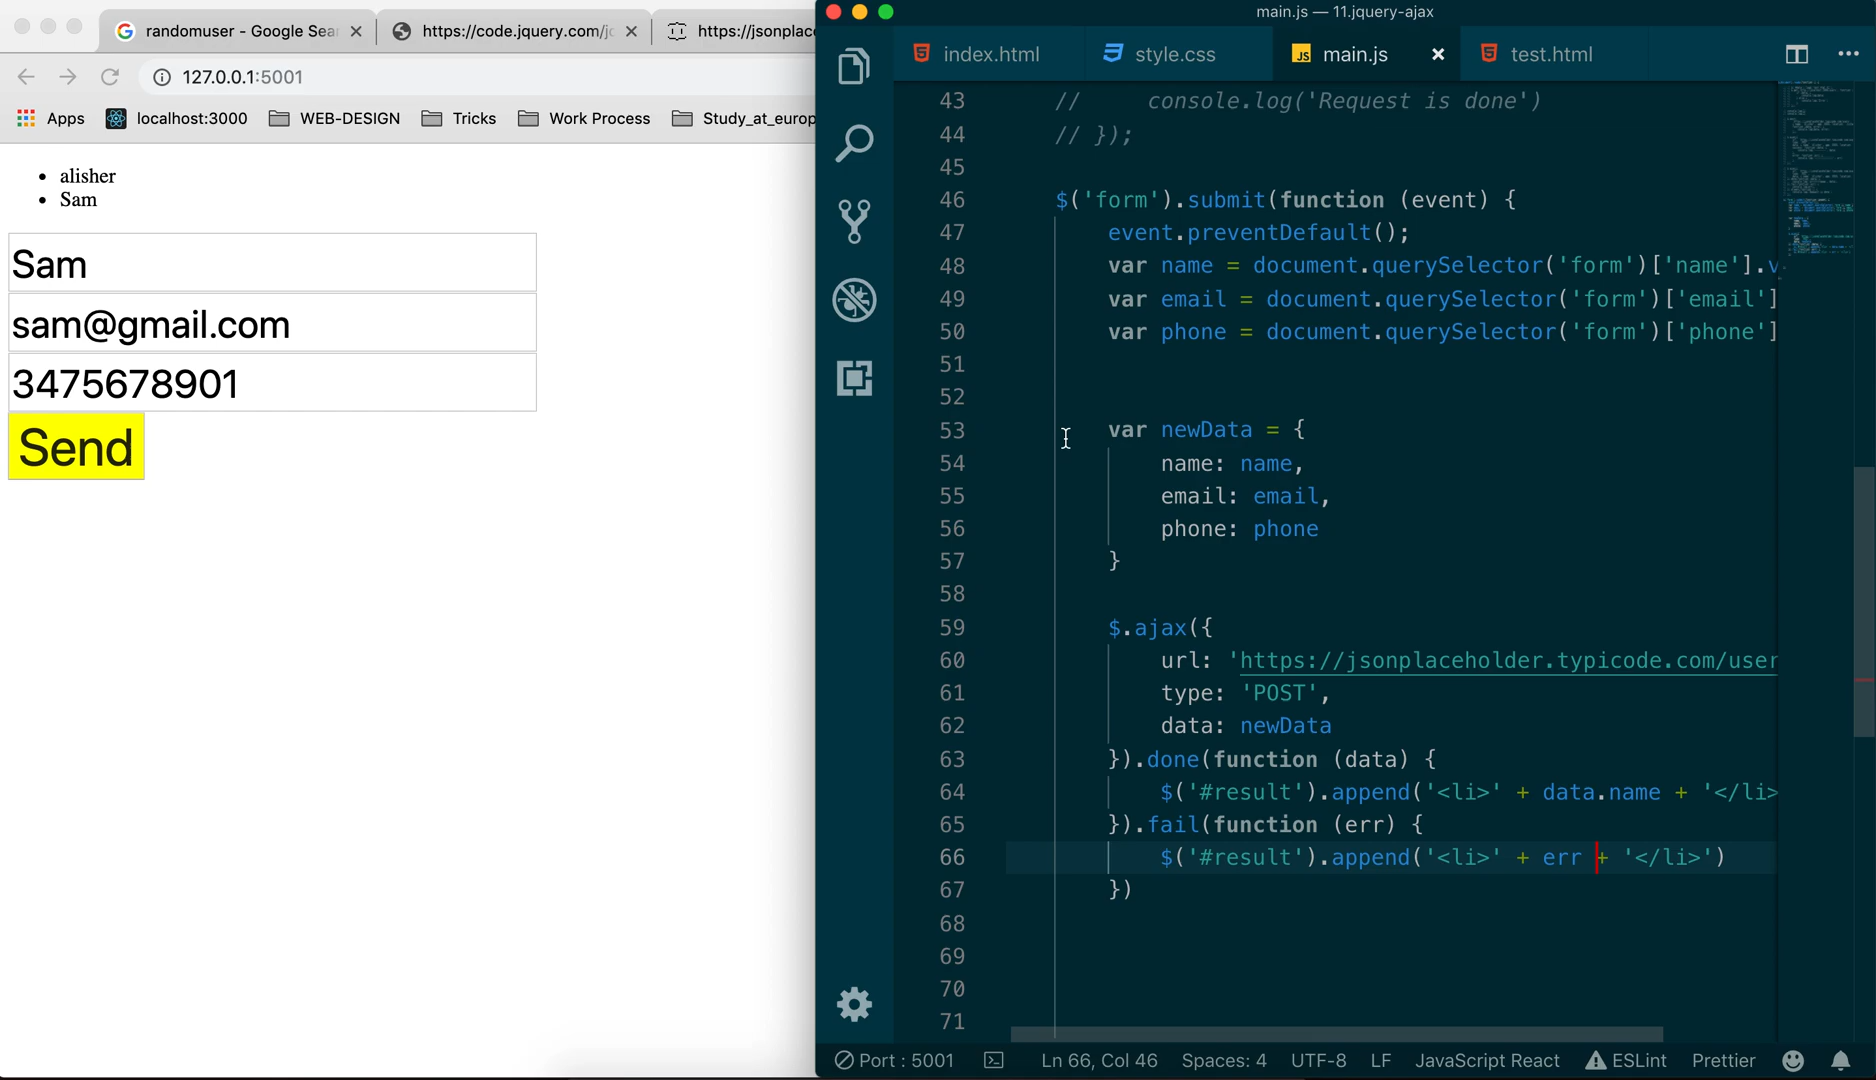 randomuser - Google Sear
https://code.jquery.com/jq
https://jsonplace
127.0.0.1:5001
Apps
localhost:3000
WEB-DESIGN
Tricks
Work Process
Study_at_europ
alisher
Sam
Sam
sam@gmail.com
3475678901
Send
main.js — 11.jquery-ajax
index.html
style.css
JS main.js
test.html
43 //     console.log('Request is done')
44 // });
45
46 $('form').submit(function (event) {
47     event.preventDefault();
48     var name = document.querySelector('form')['name'].v
49     var email = document.querySelector('form')['email']
50     var phone = document.querySelector('form')['phone']
51
52
53     var newData = {
54         name: name,
55         email: email,
56         phone: phone
57     }
58
59     $.ajax({
60         url: 'https://jsonplaceholder.typicode.com/user
61         type: 'POST',
62         data: newData
63     }).done(function (data) {
64         $('#result').append('<li>' + data.name + '</li>
65     }).fail(function (err) {
66         $('#result').append('<li>' + err + '</li>')
67     })
68
69
70
71
Port : 5001
Ln 66, Col 46
Spaces: 4
UTF-8
LF
JavaScript React
ESLint
Prettier